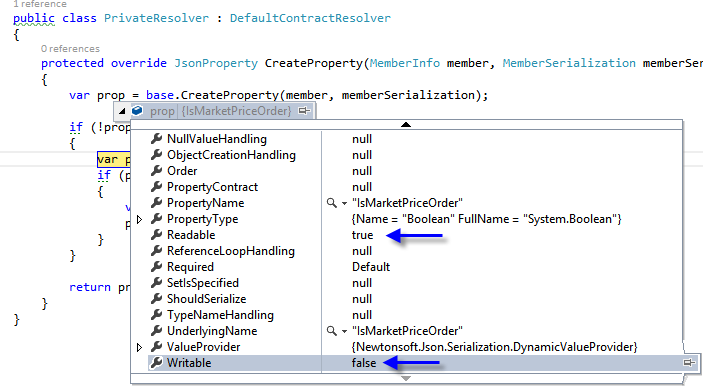 1 reference
public class PrivateResolver : DefaultContractResolver
{
0 references
protected override JsonProperty CreateProperty(MemberInfo member, MemberSerialization memberSer
{
var prop = base.CreateProperty(member, memberSerialization);
prop {IsMarketPriceOrder}
if (!prop
{
NullValueHandling null
ObjectCreationHandling null
var p
Order null
if (p
PropertyContract null
{
PropertyName "IsMarketPriceOrder"
v
PropertyType {Name = "Boolean" FullName = "System.Boolean"}
p
Readable true
}
ReferenceLoopHandling null
}
Required Default
SetIsSpecified null
return pr
ShouldSerialize null
}
TypeNameHandling null
}
UnderlyingName "IsMarketPriceOrder"
ValueProvider {Newtonsoft.Json.Serialization.DynamicValueProvider}
Writable false